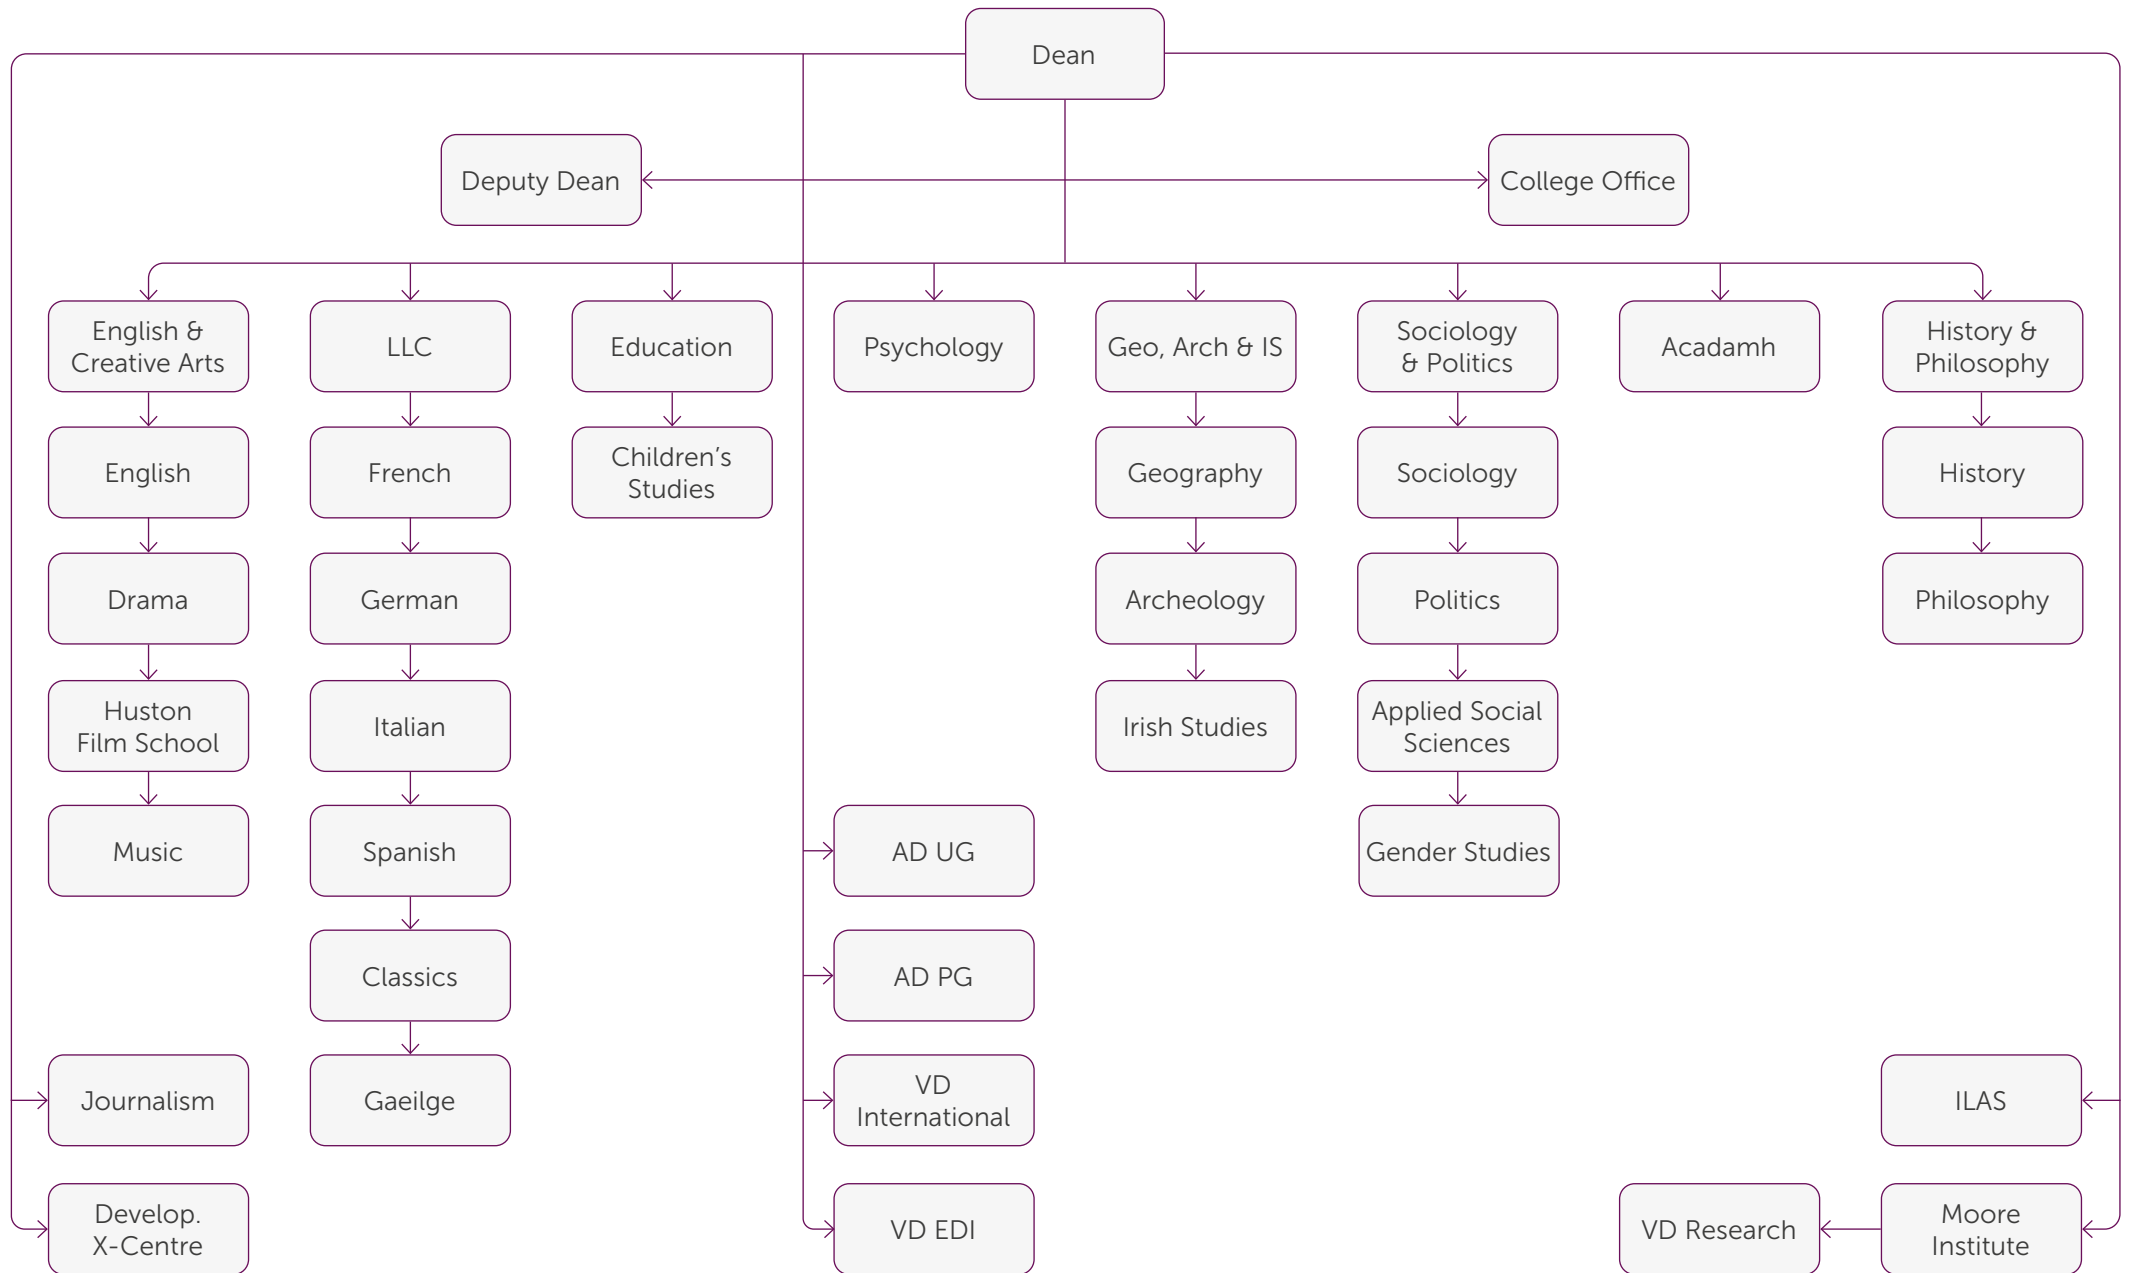 Dean
Deputy Dean
College Office
English &
Creative Arts
LLC
Education
Psychology
Geo, Arch & IS
Sociology
& Politics
Acadamh
History &
Philosophy
English
French
Children’s
Studies
Geography
Sociology
History
Drama
German
Archeology
Politics
Philosophy
Huston
Film School
Italian
Irish Studies
Applied Social
Sciences
Music
Spanish
AD UG
Gender Studies
Classics
AD PG
Journalism
Gaeilge
VD
International
ILAS
Develop.
X-Centre
VD EDI
VD Research
Moore
Institute